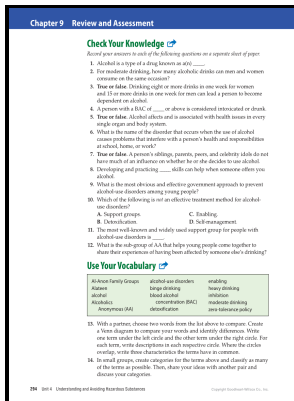 Chapter 9 Review and Assessment
Check Your Knowledge
Record your answers to each of the following questions on a separate sheet of paper.
1. Alcohol is a type of drug known as a(n) ____.
2. For moderate drinking, how many alcoholic drinks can men and women
consume on the same occasion?
3. True or false. Drinking eight or more drinks in one week for women
and 15 or more drinks in one week for men can lead a person to become
dependent on alcohol.
4. A person with a BAC of ____ or above is considered intoxicated or drunk.
5. True or false. Alcohol affects and is associated with health issues in every
single organ and body system.
6. What is the name of the disorder that occurs when the use of alcohol
causes problems that interfere with a person's health and responsibilities
at school, home, or work?
7. True or false. A person's siblings, parents, peers, and celebrity idols do not
have much of an influence on whether he or she decides to use alcohol.
8. Developing and practicing ____ skills can help when someone offers you
alcohol.
9. What is the most obvious and effective government approach to prevent
alcohol-use disorders among young people?
10. Which of the following is not an effective treatment method for alcohol-
use disorders?
A. Support groups C. Enabling
B. Detoxification D. Self-management
11. The most well-known and widely used support group for people with
alcohol-use disorders is ____.
12. What is the sub-group of AA that helps young people come together to
share their experiences of having been affected by someone else's drinking?
Use Your Vocabulary
Al-Anon Family Groups alcohol-use disorders enabling
Alateen binge drinking heavy drinking
alcohol blood alcohol inhibition
Alcoholics concentration (BAC) moderate drinking
Anonymous (AA) detoxification zero-tolerance policy
13. With a partner, choose two words from the list above to compare. Create
a Venn diagram to compare your words and identify differences. Write
one term under the left circle and the other term under the right circle. For
each term, write descriptions in each respective circle. Where the circles
overlap, write three characteristics the terms have in common.
14. In small groups, create categories for the terms above and classify as many
of the terms as possible. Then, share your ideas with another pair and
discuss your categories.
294 Unit 4 Understanding and Avoiding Hazardous Substances
Copyright Goodheart-Willcox Co., Inc.